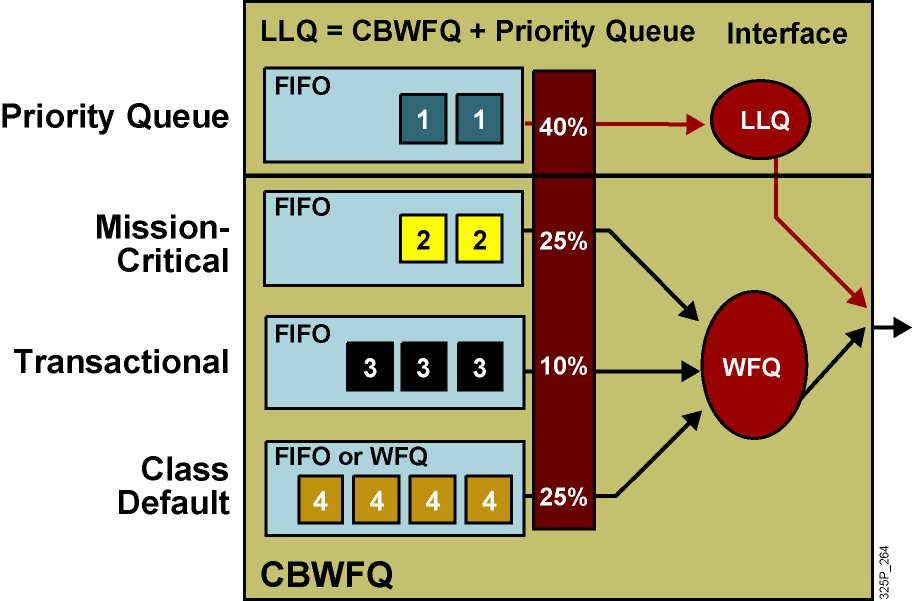 LLQ = CBWFQ + Priority Queue
Interface
Priority Queue
FIFO
1 1
40%
LLQ
Mission-
Critical
FIFO
2 2
25%
Transactional
FIFO
3 3 3
10%
WFQ
Class
Default
FIFO or WFQ
4 4 4 4
25%
CBWFQ
325P_264